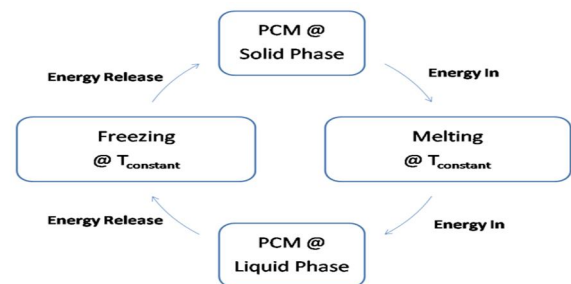 PCM @
Solid Phase
Energy Release
Energy In
Freezing
@ Tconstant
Melting
@ Tconstant
Energy Release
Energy In
PCM @
Liquid Phase